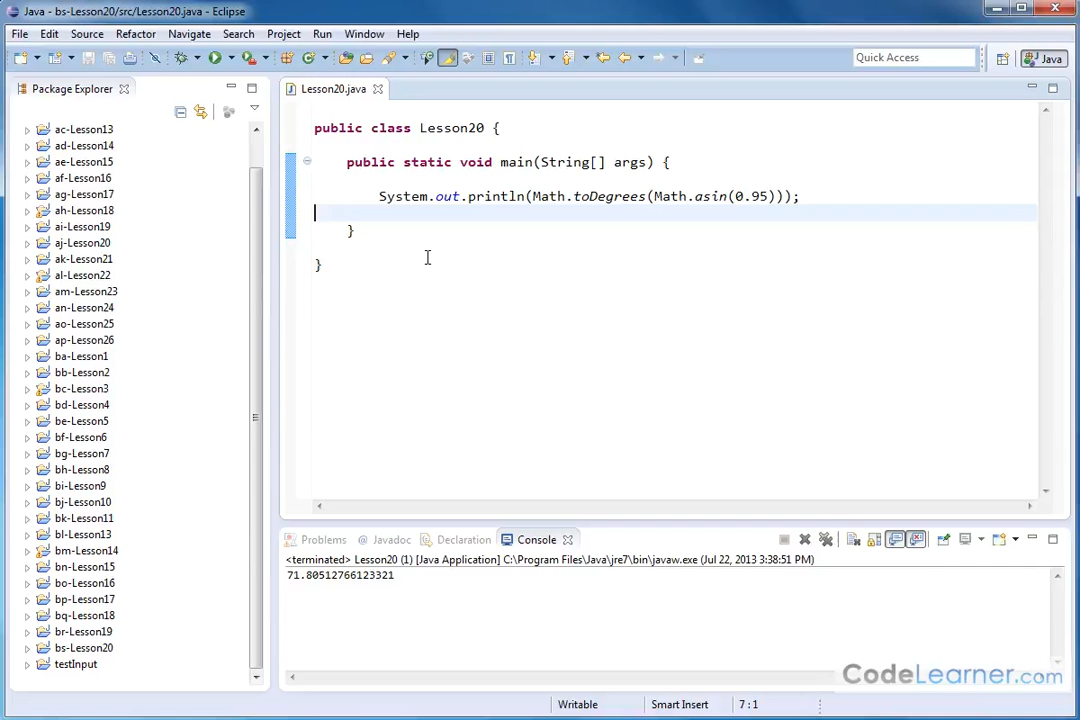 Java - bs-Lesson20/src/Lesson20.java - Eclipse
File Edit Source Refactor Navigate Search Project Run Window Help
Quick Access
Java
Package Explorer
Lesson20.java
ac-Lesson13
ad-Lesson14
ae-Lesson15
af-Lesson16
ag-Lesson17
ah-Lesson18
ai-Lesson19
aj-Lesson20
ak-Lesson21
al-Lesson22
am-Lesson23
an-Lesson24
ao-Lesson25
ap-Lesson26
ba-Lesson1
bb-Lesson2
bc-Lesson3
bd-Lesson4
be-Lesson5
bf-Lesson6
bg-Lesson7
bh-Lesson8
bi-Lesson9
bj-Lesson10
bk-Lesson11
bl-Lesson13
bm-Lesson14
bn-Lesson15
bo-Lesson16
bp-Lesson17
bq-Lesson18
br-Lesson19
bs-Lesson20
testInput
public class Lesson20 {
public static void main(String[] args) {
System.out.println(Math.toDegrees(Math.asin(0.95)));
}
}
Problems @ Javadoc Declaration Console
<terminated> Lesson20 (1) [Java Application] C:\Program Files\Java\jre7\bin\javaw.exe (Jul 22, 2013 3:38:51 PM)
71.80512766123321
CodeLearner.com
Writable Smart Insert 7 : 1